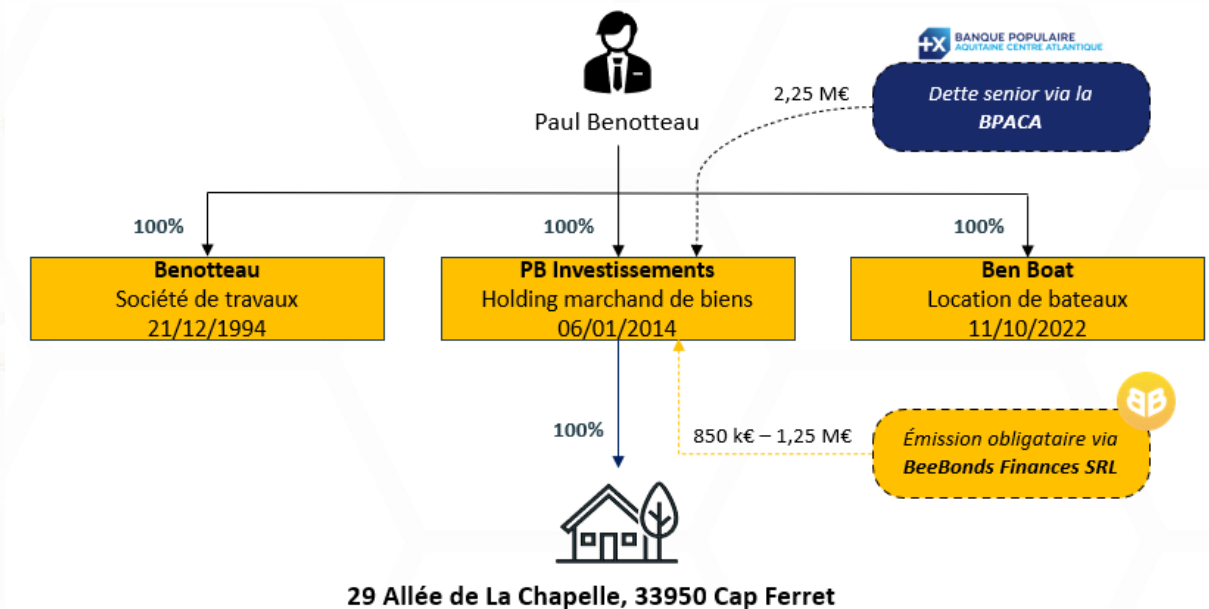 BANQUE POPULAIRE
AQUITAINE CENTRE ATLANTIQUE
2,25 M€
Dette senior via la
BPACA
Paul Benotteau
100%
100%
100%
Benotteau
Société de travaux
21/12/1994
PB Investissements
Holding marchand de biens
06/01/2014
Ben Boat
Location de bateaux
11/10/2022
100%
850 k€ – 1,25 M€
Émission obligataire via
BeeBonds Finances SRL
29 Allée de La Chapelle, 33950 Cap Ferret